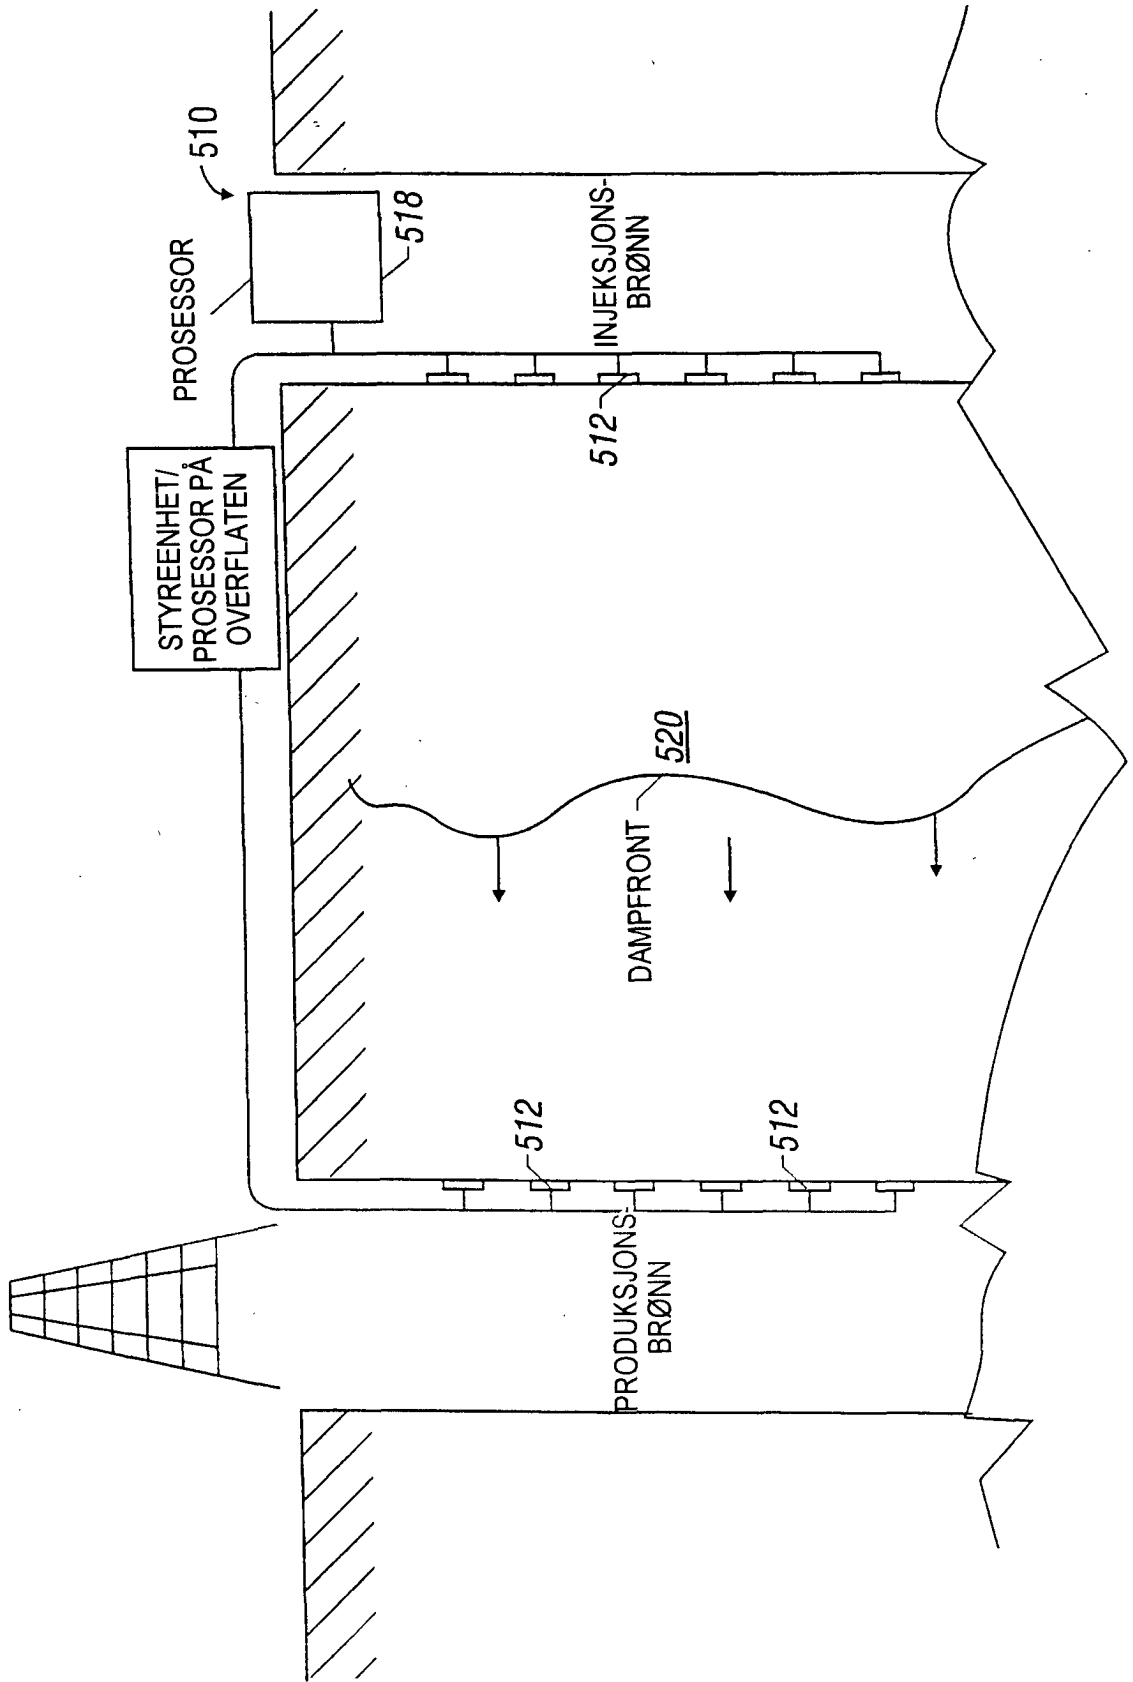 PROSESSOR
510
518
STYREENHET/
PROSESSOR PÅ
OVERFLATEN
INJEKSJONS-
BRØNN
512
520
DAMPFRONT
512
512
PRODUKSJONS-
BRØNN